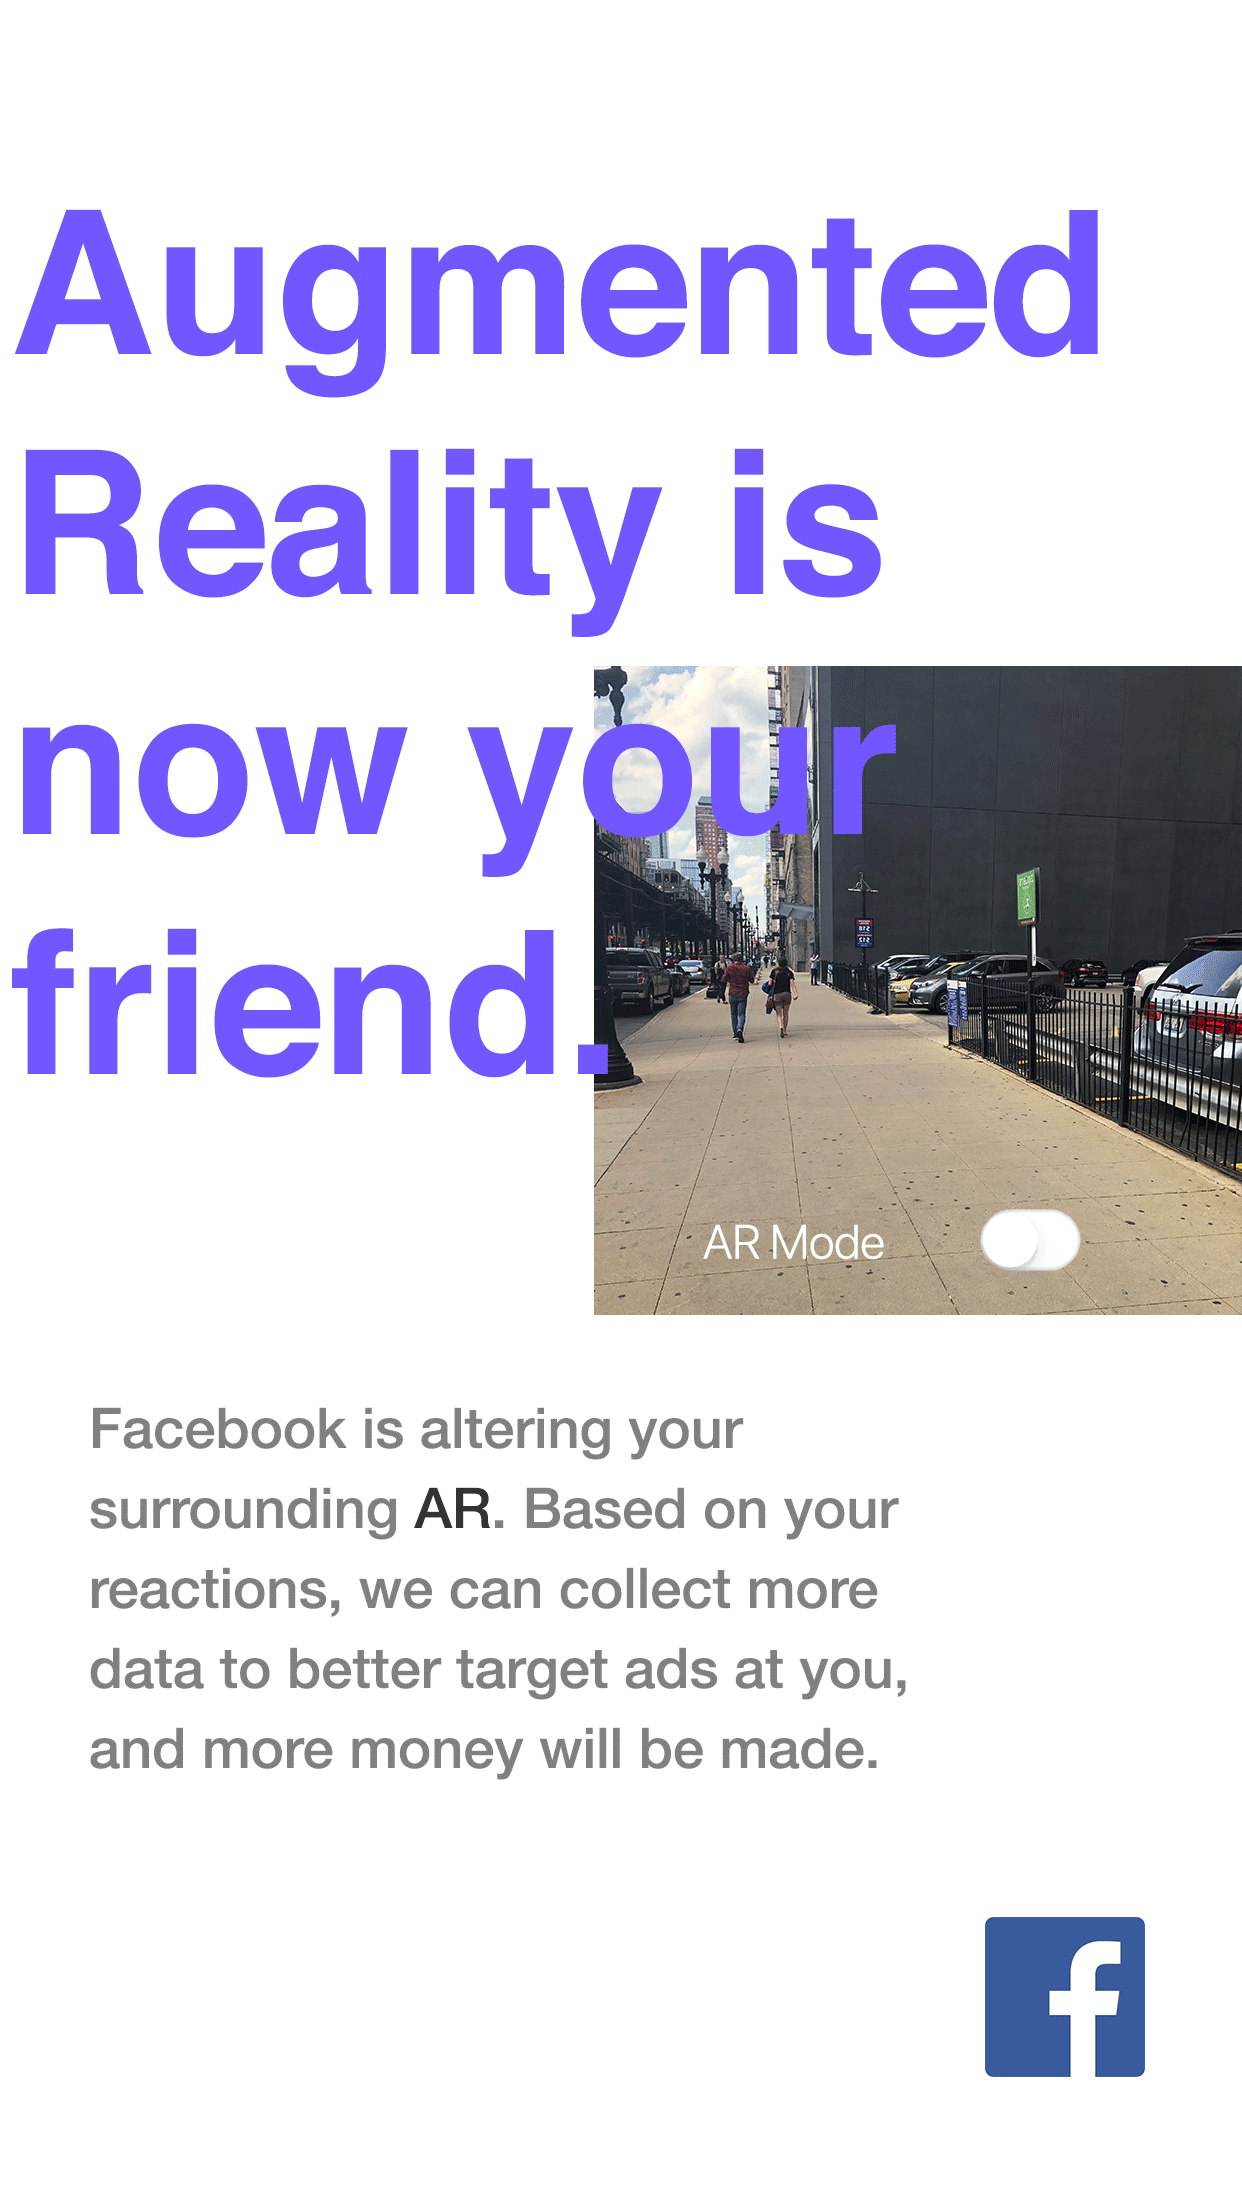 Augmented
Reality is
now your
friend.
AR Mode
Facebook is altering your
surrounding AR. Based on your
reactions, we can collect more
data to better target ads at you,
and more money will be made.
f